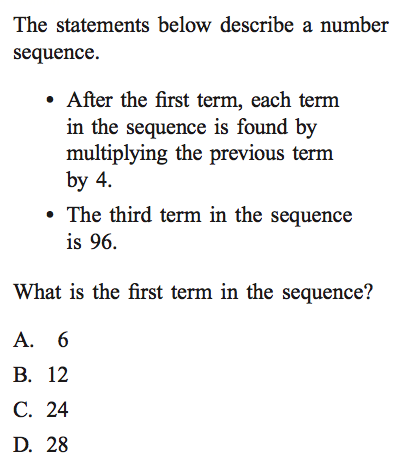 The statements below describe a number
sequence.
• After the first term, each term
in the sequence is found by
multiplying the previous term
by 4.
• The third term in the sequence
is 96.
What is the first term in the sequence?
A. 6
B. 12
C. 24
D. 28